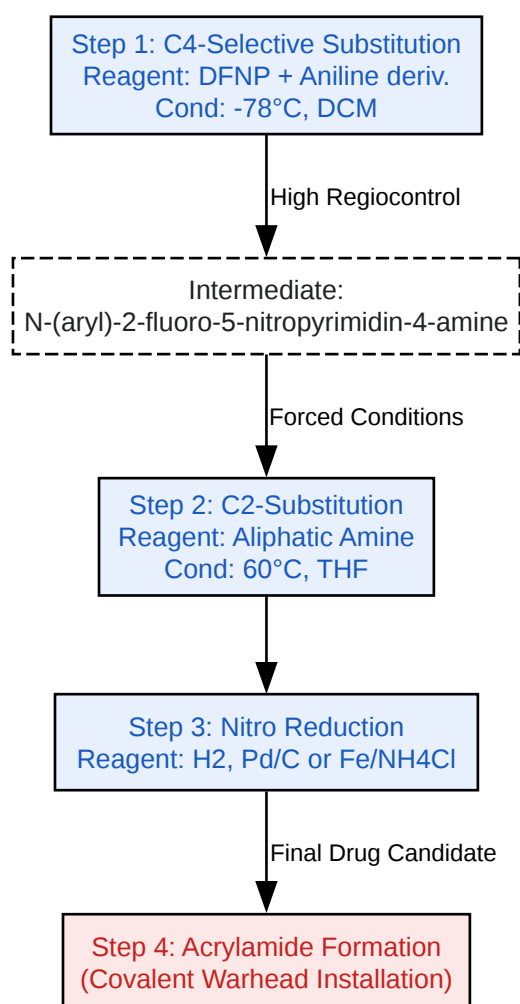 Step 1: C4-Selective Substitution
Reagent: DFNP + Aniline deriv.
Cond: -78°C, DCM
High Regiocontrol
Intermediate:
N-(aryl)-2-fluoro-5-nitropyrimidin-4-amine
Forced Conditions
Step 2: C2-Substitution
Reagent: Aliphatic Amine
Cond: 60°C, THF
Step 3: Nitro Reduction
Reagent: H2, Pd/C or Fe/NH4Cl
Final Drug Candidate
Step 4: Acrylamide Formation
(Covalent Warhead Installation)